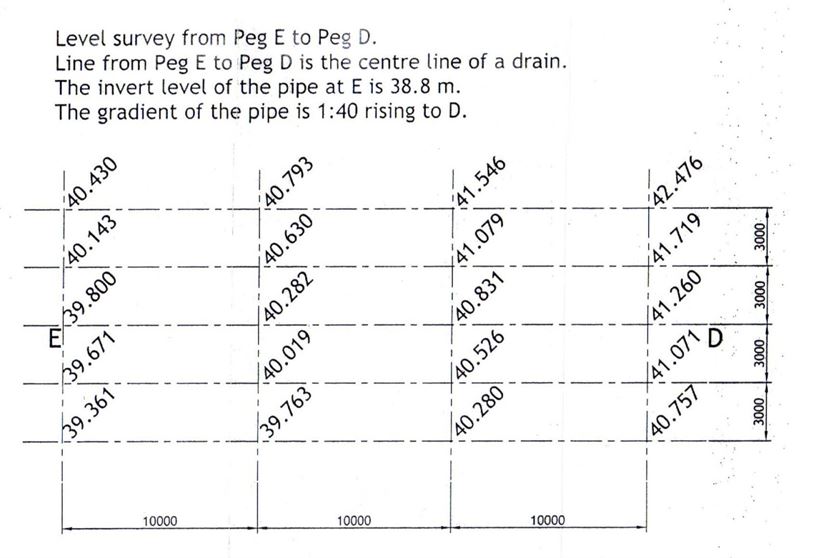 Level survey from Peg E to Peg D.
Line from Peg E to Peg D is the centre line of a drain.
The invert level of the pipe at E is 38.8 m.
The gradient of the pipe is 1:40 rising to D.
40.430 40.793 41.546 42.476
40.143 40.630 41.079 41.719 3000
39.800 40.282 40.831 41.260 3000
E 39.671 40.019 40.526 41.071 D 3000
39.361 39.763 40.280 40.757 3000
10000 10000 10000